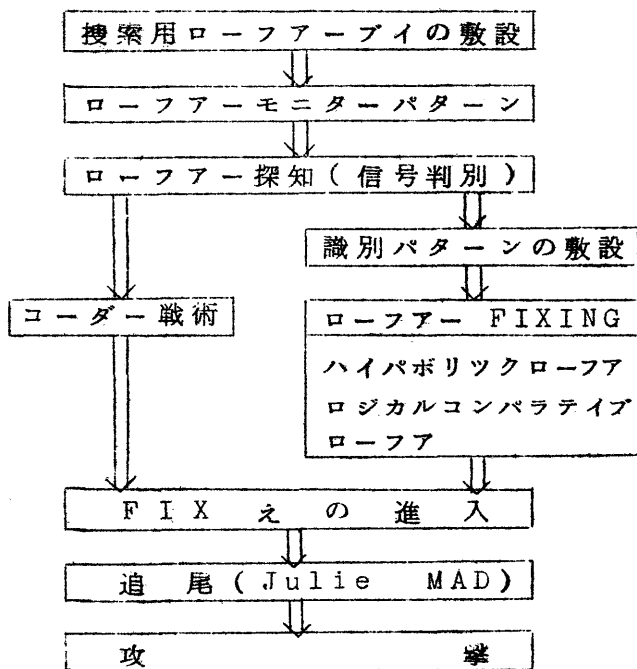 捜索用ローフアーブイの敷設
ローフアーモニターパターン
ローフアー探知(信号判別)
識別パターンの敷設
コーダー戦術
ローフアー FIXING
ハイパボリツクローフア
ロジカルコンパラテイブ
ローフア
FIXえの進入
追尾(Julie MAD)
攻撃